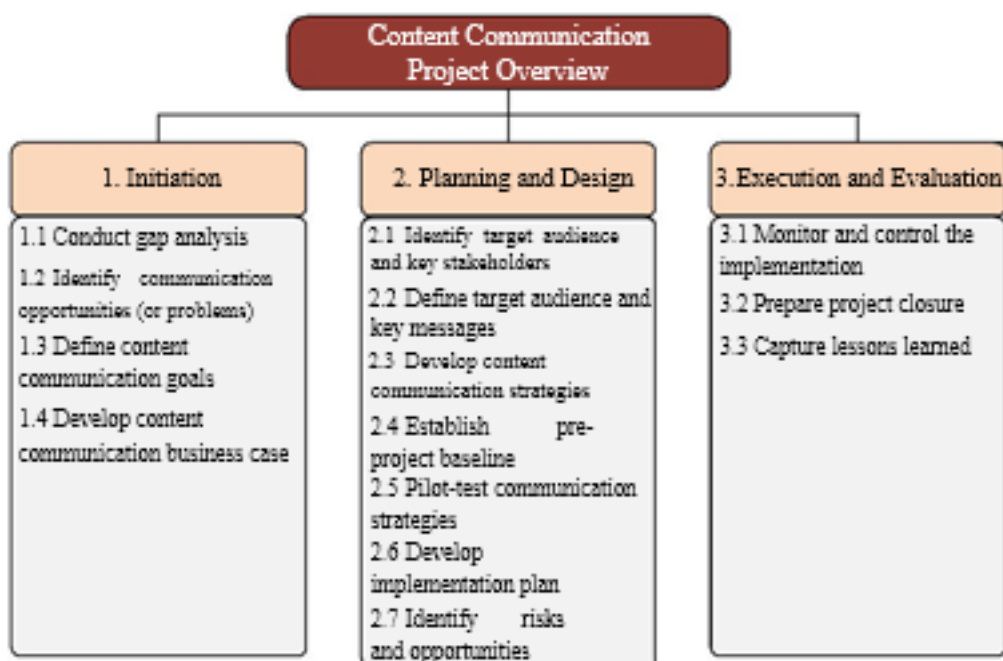 Content Communication
Project Overview
1. Initiation
1.1 Conduct gap analysis
1.2 Identify communication
opportunities (or problems)
1.3 Define content
communication goals
1.4 Develop content
communication business case
2. Planning and Design
2.1 Identify target audience
and key stakeholders
2.2 Define target audience and
key messages
2.3 Develop content
communication strategies
2.4 Establish pre-
project baseline
2.5 Pilot-test communication
strategies
2.6 Develop
implementation plan
2.7 Identify risks
and opportunities
3.Execution and Evaluation
3.1 Monitor and control the
implementation
3.2 Prepare project closure
3.3 Capture lessons learned